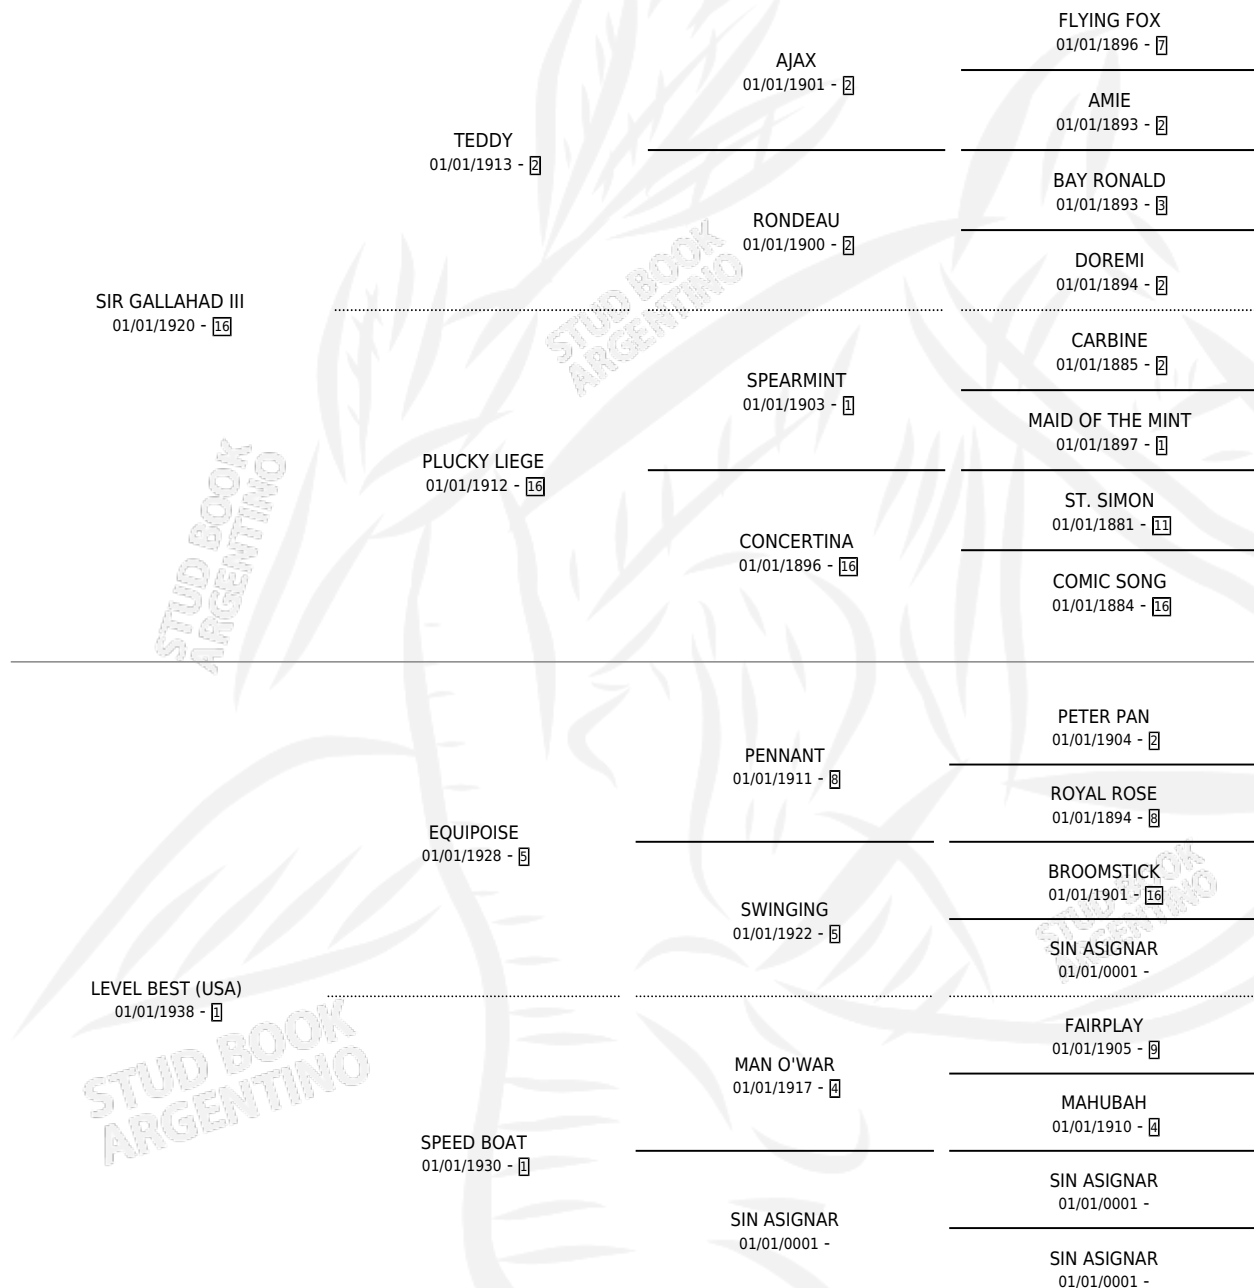 FLYING FOX
01/01/1896 - 7
AJAX
01/01/1901 - 2
AMIE
01/01/1893 - 2
TEDDY
01/01/1913 - 2
BAY RONALD
01/01/1893 - 3
RONDEAU
01/01/1900 - 2
DOREMI
01/01/1894 - 2
SIR GALLAHAD III
01/01/1920 - 16
CARBINE
01/01/1885 - 2
SPEARMINT
01/01/1903 - 1
MAID OF THE MINT
01/01/1897 - 1
PLUCKY LIEGE
01/01/1912 - 16
ST. SIMON
01/01/1881 - 11
CONCERTINA
01/01/1896 - 16
COMIC SONG
01/01/1884 - 16
PETER PAN
01/01/1904 - 2
PENNANT
01/01/1911 - 8
ROYAL ROSE
01/01/1894 - 8
EQUIPOISE
01/01/1928 - 5
BROOMSTICK
01/01/1901 - 16
SWINGING
01/01/1922 - 5
SIN ASIGNAR
01/01/0001 -
LEVEL BEST (USA)
01/01/1938 - 1
FAIRPLAY
01/01/1905 - 9
MAN O'WAR
01/01/1917 - 4
MAHUBAH
01/01/1910 - 4
SPEED BOAT
01/01/1930 - 1
SIN ASIGNAR
01/01/0001 -
SIN ASIGNAR
01/01/0001 -
SIN ASIGNAR
01/01/0001 -
STUD BOOK
ARGENTINO
STUD BOOK
ARGENTINO
STUD BOOK
ARGENTINO
STUD BOOK
ARGENTINO